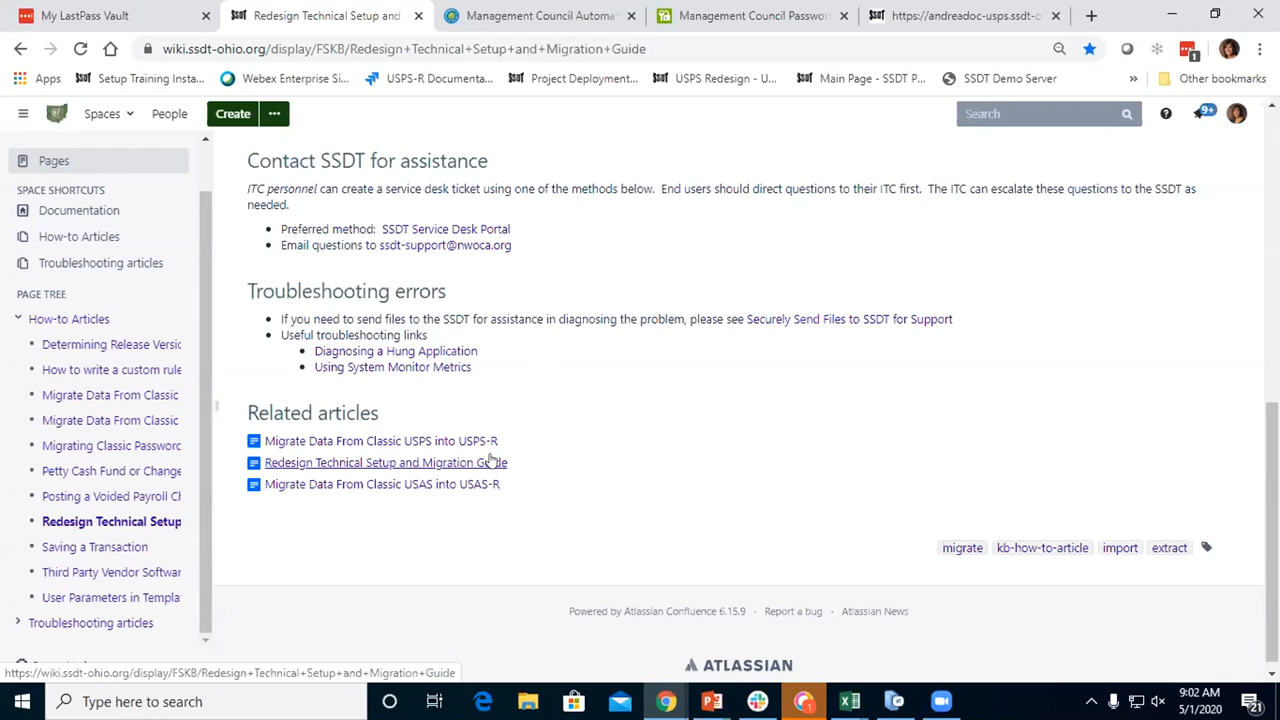 My LastPass Vault
Redesign Technical Setup and
Management Council Automa
Management Council Passwor
https://andreadoc-usps.ssdt-o
wiki.ssdt-ohio.org/display/FSKB/Redesign+Technical+Setup+and+Migration+Guide
1
Apps
Setup Training Insta...
Webex Enterprise Si...
USPS-R Documenta...
Project Deployment...
USPS Redesign - U...
Main Page - SSDT P...
SSDT Demo Server
»
Other bookmarks
Spaces
People
Create
Search
9+
Pages
SPACE SHORTCUTS
Documentation
How-to Articles
Troubleshooting articles
PAGE TREE
How-to Articles
Determining Release Versic
How to write a custom rule
Migrate Data From Classic
Migrate Data From Classic
Migrating Classic Password
Petty Cash Fund or Change
Posting a Voided Payroll Ch
Redesign Technical Setup
Saving a Transaction
Third Party Vendor Softwar
User Parameters in Templa
Troubleshooting articles
Contact SSDT for assistance
ITC personnel can create a service desk ticket using one of the methods below. End users should direct questions to their ITC first. The ITC can escalate these questions to the SSDT as
needed.
Preferred method: SSDT Service Desk Portal
Email questions to ssdt-support@nwoca.org
Troubleshooting errors
If you need to send files to the SSDT for assistance in diagnosing the problem, please see Securely Send Files to SSDT for Support
Useful troubleshooting links
Diagnosing a Hung Application
Using System Monitor Metrics
Related articles
Migrate Data From Classic USPS into USPS-R
Redesign Technical Setup and Migration Guide
Migrate Data From Classic USAS into USAS-R
migrate
kb-how-to-article
import
extract
Powered by Atlassian Confluence 6.15.9 · Report a bug · Atlassian News
ATLASSIAN
https://wiki.ssdt-ohio.org/display/FSKB/Redesign+Technical+Setup+and+Migration+Guide
Type here to search
9:02 AM
5/1/2020
21